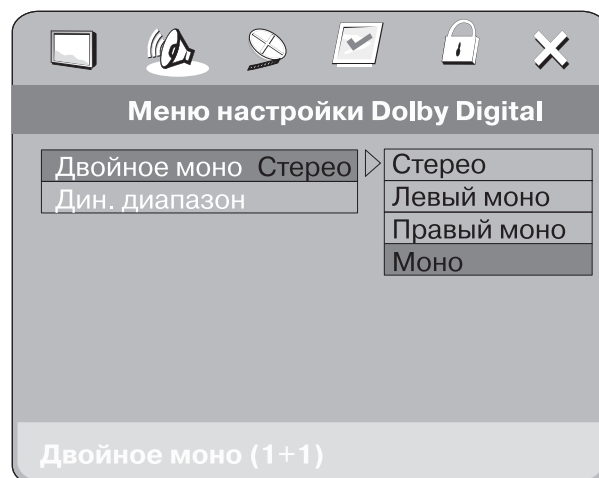 Меню настройки Dolby Digital
Двойное моно Стерео
Дин. диапазон
Стерео
Левый моно
Правый моно
Моно
Двойное моно (1+1)